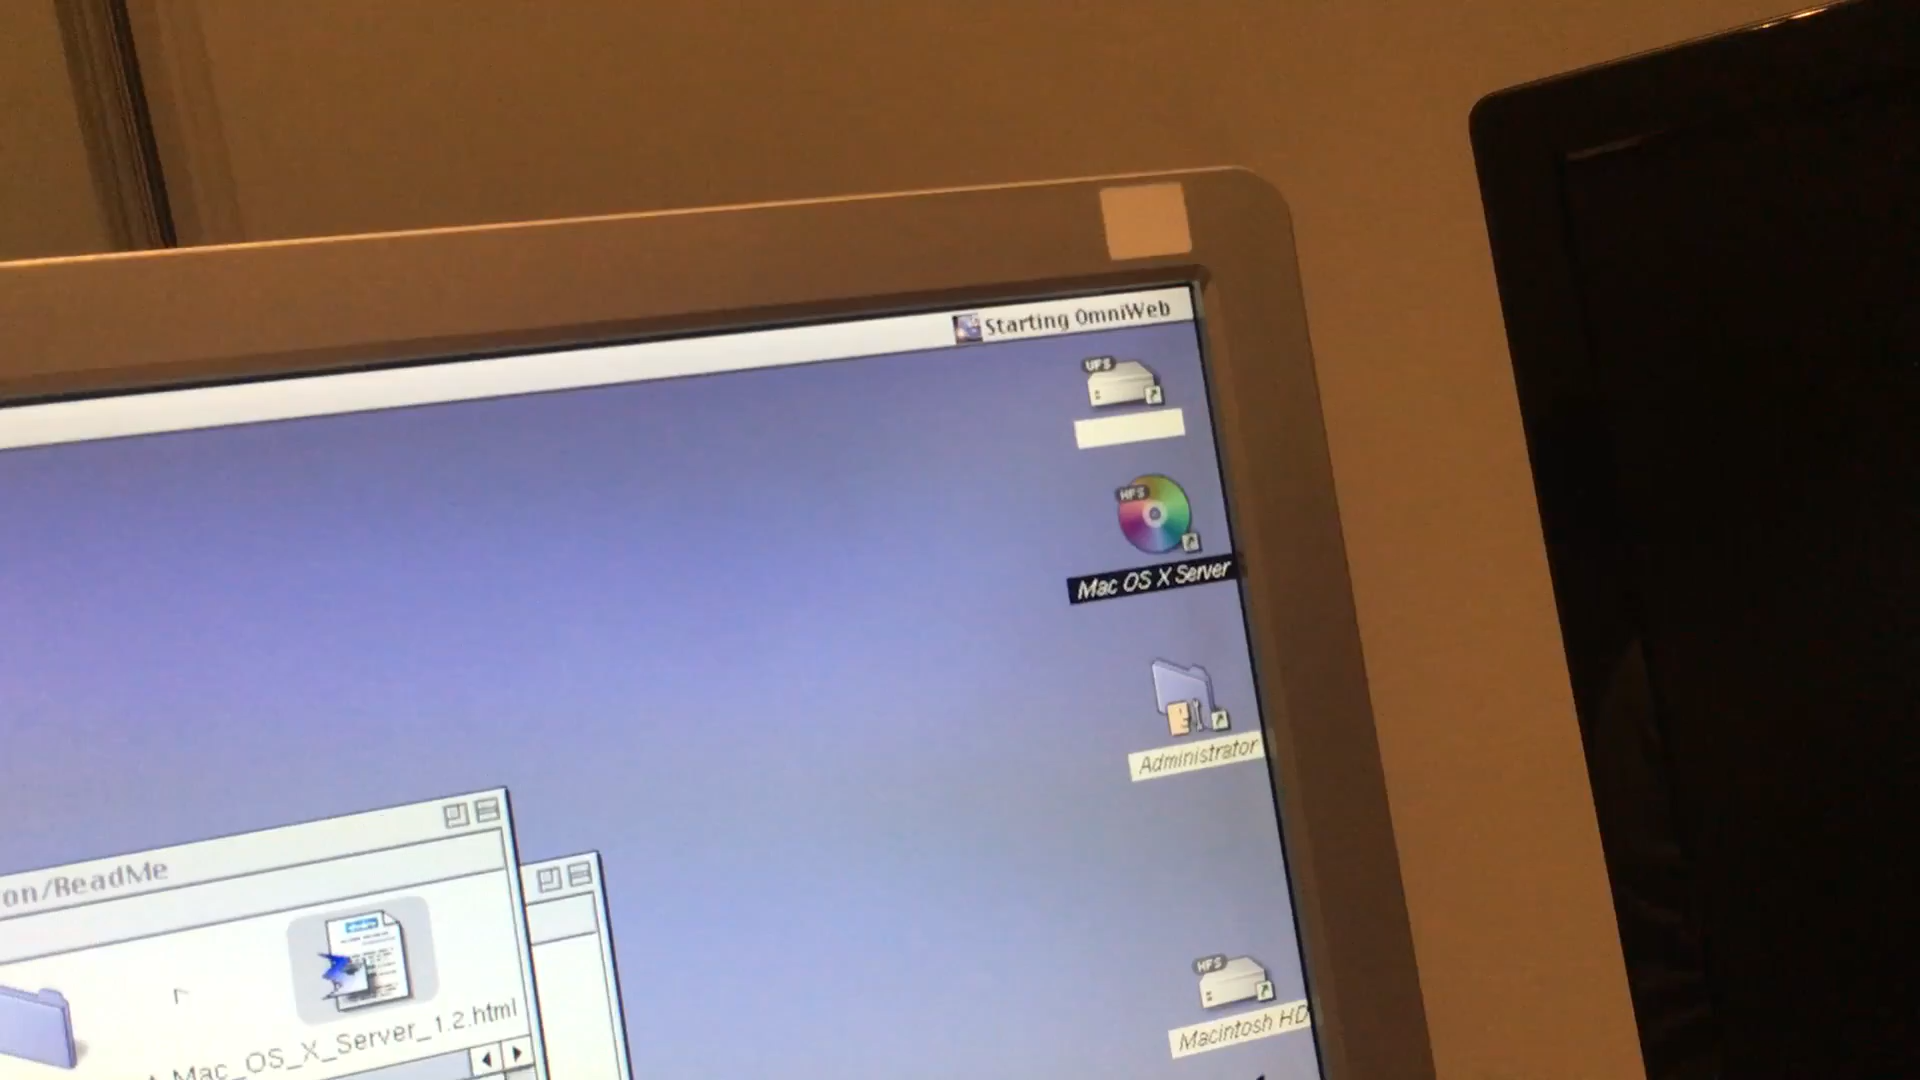 Starting OmniWeb
UFS
HFS
Mac OS X Server
Administrator
on/ReadMe
Mac_OS_X_Server_1.2.html
HFS
Macintosh HD